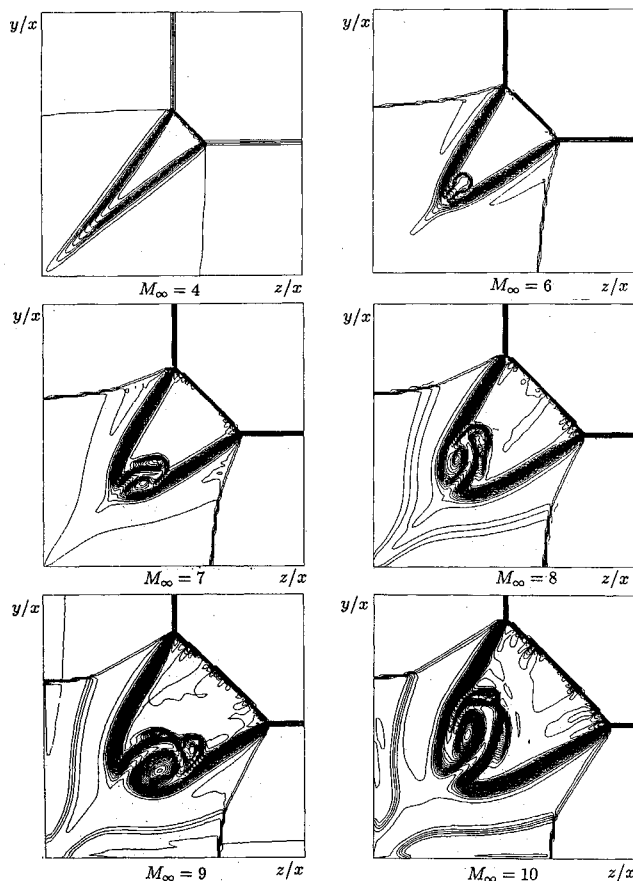 y/x
y/x
M∞ = 4 z/x
M∞ = 6 z/x
y/x
y/x
M∞ = 7 z/x
M∞ = 8 z/x
y/x
y/x
M∞ = 9 z/x
M∞ = 10 z/x